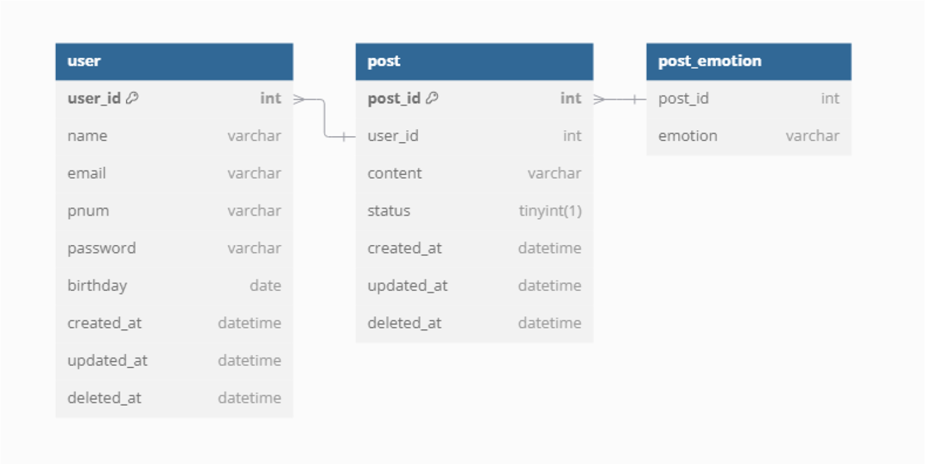 user
user_id int
name varchar
email varchar
pnum varchar
password varchar
birthday date
created_at datetime
updated_at datetime
deleted_at datetime
post
post_id int
user_id int
content varchar
status tinyint(1)
created_at datetime
updated_at datetime
deleted_at datetime
post_emotion
post_id int
emotion varchar